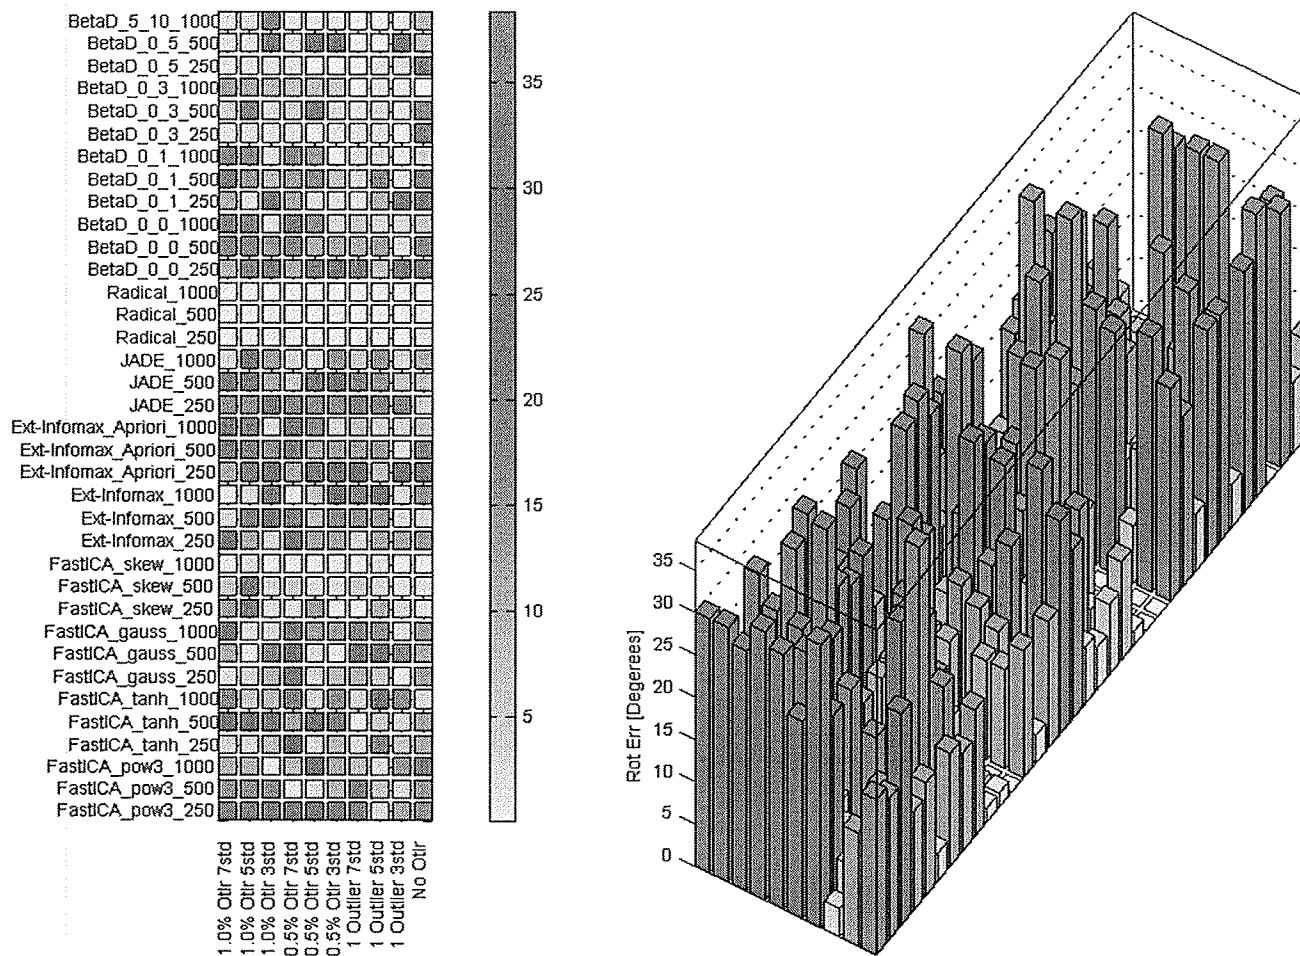 BetaD_5_10_1000
BetaD_0_5_500
BetaD_0_5_250
BetaD_0_3_1000
BetaD_0_3_500
BetaD_0_3_250
BetaD_0_1_1000
BetaD_0_1_500
BetaD_0_1_250
BetaD_0_0_1000
BetaD_0_0_500
BetaD_0_0_250
Radical_1000
Radical_500
Radical_250
JADE_1000
JADE_500
JADE_250
Ext-Infomax_Apriori_1000
Ext-Infomax_Apriori_500
Ext-Infomax_Apriori_250
Ext-Infomax_1000
Ext-Infomax_500
Ext-Infomax_250
FastICA_skew_1000
FastICA_skew_500
FastICA_skew_250
FastICA_gauss_1000
FastICA_gauss_500
FastICA_gauss_250
FastICA_tanh_1000
FastICA_tanh_500
FastICA_tanh_250
FastICA_pow3_1000
FastICA_pow3_500
FastICA_pow3_250
1.0% Otlr 7std
1.0% Otlr 5std
1.0% Otlr 3std
0.5% Otlr 7std
0.5% Otlr 5std
0.5% Otlr 3std
1 Outlier 7std
1 Outlier 5std
1 Outlier 3std
No Otlr
35
30
25
20
15
10
5
Rot Err [Degerees]
35
30
25
20
15
10
5
0